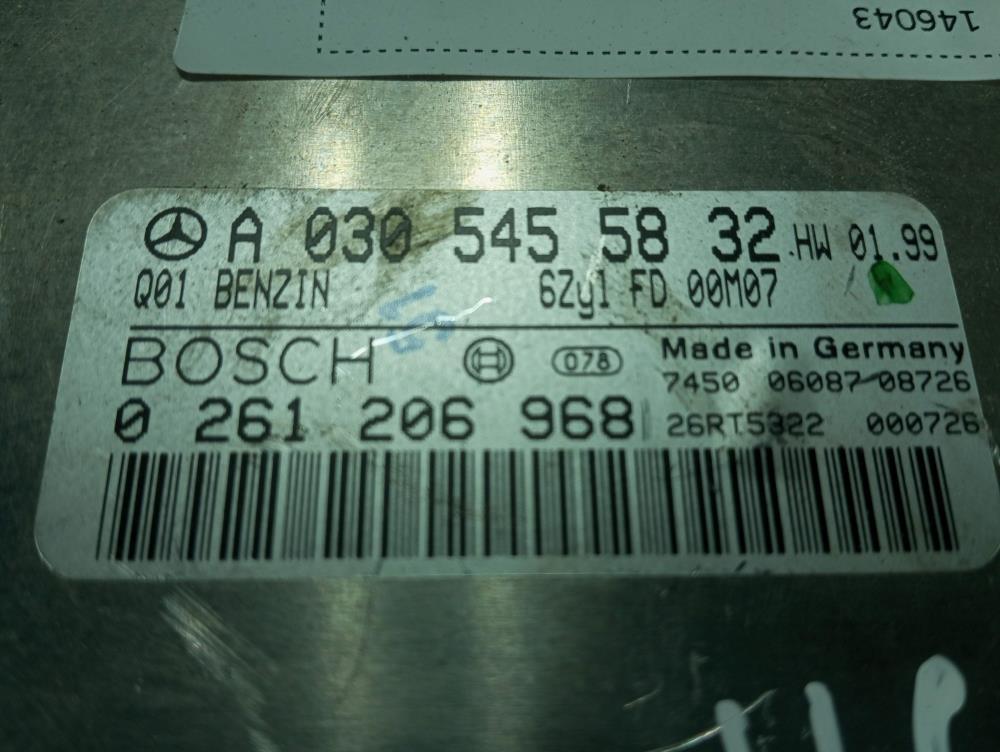 146043
A 030 545 58 32 HW 01.99
Q01 BENZIN 6Zy1 FD 00M07
BOSCH H 078 Made in Germany
7450 06087 08726
0 261 206 968 26RT5322 000726